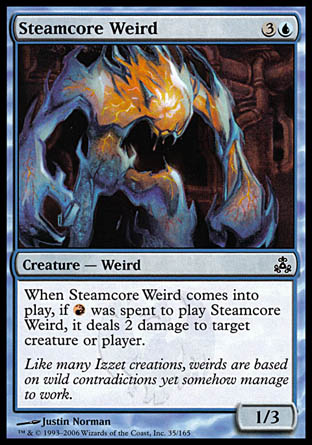 Steamcore Weird 3
Creature — Weird
When Steamcore Weird comes into
play, if was spent to play Steamcore
Weird, it deals 2 damage to target
creature or player.
Like many Izzet creations, weirds are based
on wild contradictions yet somehow manage
to work.
Justin Norman
™ & © 1993–2006 Wizards of the Coast, Inc. 35/165
1/3